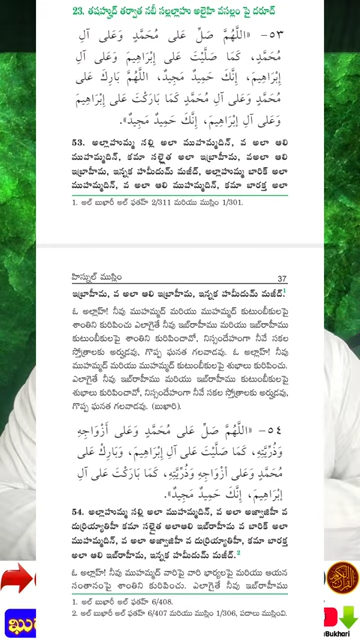 23. తషహ్హుద్ తర్వాత నబీ సల్లల్లాహు అలైహి వసల్లం పై దరూద్
٥٣- «اللَّهُمَّ صَلِّ عَلَى مُحَمَّدٍ وَعَلَى آلِ
مُحَمَّدٍ، كَمَا صَلَّيْتَ عَلَى إِبْرَاهِيمَ وَعَلَى آلِ
إِبْرَاهِيمَ، إِنَّكَ حَمِيدٌ مَجِيدٌ، اللَّهُمَّ بَارِكْ عَلَى
مُحَمَّدٍ وَعَلَى آلِ مُحَمَّدٍ كَمَا بَارَكْتَ عَلَى إِبْرَاهِيمَ
وَعَلَى آلِ إِبْرَاهِيمَ، إِنَّكَ حَمِيدٌ مَجِيدٌ».
53. అల్లాహుమ్మ సల్లి అలా ముహమ్మదిన్, వ అలా ఆలి
ముహమ్మదిన్, కమా సల్లైత అలా ఇబ్రాహీమ, వఅలా ఆలి
ఇబ్రాహీమ, ఇన్నక హమీదుమ్ మజీద్, అల్లాహుమ్మ బారిక్ అలా
ముహమ్మదిన్, వ అలా ఆలి ముహమ్మదిన్, కమా బారక్త అలా
1. అల్ బుఖారీ అల్ ఫతహ్ 2/311 మరియు ముస్లిం 1/301.
హిస్నుల్ ముస్లిం 37
ఇబ్రాహీమ, వ అలా ఆలి ఇబ్రాహీమ, ఇన్నక హమీదుమ్ మజీద్.1
ఓ అల్లాహ్! నీవు ముహమ్మద్ మరియు ముహమ్మద్ కుటుంబీకులపై
శాంతిని కురిపించు ఎలాగైతే నీవు ఇబ్రాహీము మరియు ఇబ్రాహీము
కుటుంబీకులపై శాంతిని కురిపించావో, నిస్సందేహంగా నీవే సకల
స్తోత్రాలకు అర్హుడవు, గొప్ప ఘనత గలవాడవు. ఓ అల్లాహ్! నీవు
ముహమ్మద్ మరియు ముహమ్మద్ కుటుంబీకులపై శుభాలు కురిపించు.
ఎలాగైతే నీవు ఇబ్రాహీము మరియు ఇబ్రాహీము కుటుంబీకులపై
శుభాలు కురిపించావో, నిస్సందేహంగా నీవే సకల స్తోత్రాలకు అర్హుడవు,
గొప్ప ఘనత గలవాడవు. (బుఖారి).
٥٤- «اللَّهُمَّ صَلِّ عَلَى مُحَمَّدٍ وَعَلَى أَزْوَاجِهِ
وَذُرِّيَّتِهِ، كَمَا صَلَّيْتَ عَلَى آلِ إِبْرَاهِيمَ، وَبَارِكْ عَلَى
مُحَمَّدٍ وَعَلَى أَزْوَاجِهِ وَذُرِّيَّتِهِ، كَمَا بَارَكْتَ عَلَى آلِ
إِبْرَاهِيمَ، إِنَّكَ حَمِيدٌ مَجِيدٌ».
54. అల్లాహుమ్మ సల్లి అలా ముహమ్మదిన్, వ అలా అజ్వాజిహీ వ
దుర్రియ్యాతిహీ కమా సల్లైత అలాఆలి ఇబ్‌రాహీమ వ బారిక్ అలా
ముహమ్మదిన్, వ అలా అజ్వాజిహీ వ దుర్రియ్యాతిహీ, కమా బారక్త
అలా ఆలి ఇబ్‌రాహీమ, ఇన్నక హమీదుమ్ మజీద్.2
ఓ అల్లాహ్! నీవు ముహమ్మద్ వారిపై వారి భార్యలపై మరియు ఆయన
సంతానంపై శాంతిని కురిపించు. ఎలాగైతే నీవు ఇబ్‌రాహీము
1. అల్ బుఖారీ అల్ ఫతహ్ 6/408.
2. అల్ బుఖారీ అల్ ఫతహ్ 6/407 మరియు ముస్లిం 1/306, పదాలు ముస్లింవి.
Bukhari